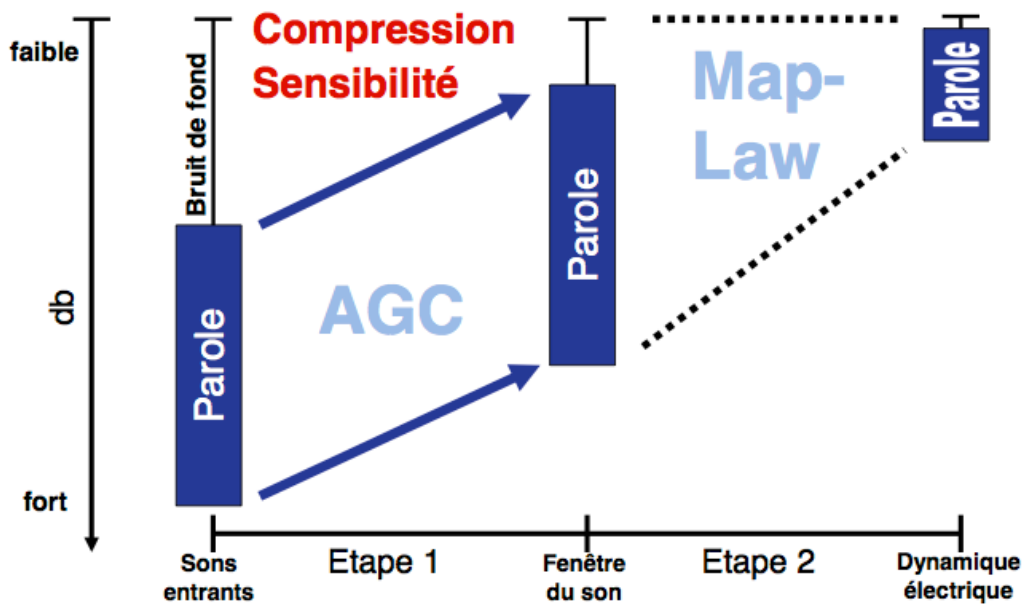 faible
Bruit de fond
Compression
Sensibilité
Map-
Law
Parole
Parole
Parole
AGC
db
fort
Sons
entrants
Etape 1
Fenêtre
du son
Etape 2
Dynamique
électrique